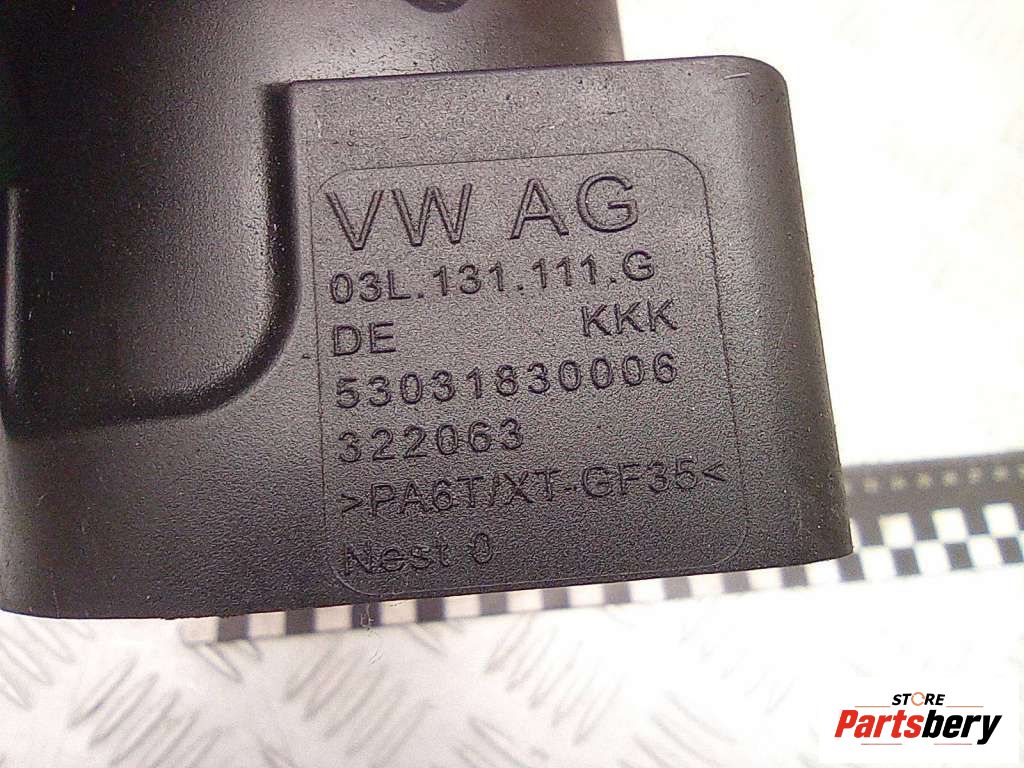 VW AG
03L.131.111.G
DE KKK
53031830006
322063
>PA6T/XT-GF35<
Nest 0
STORE
Partsbery